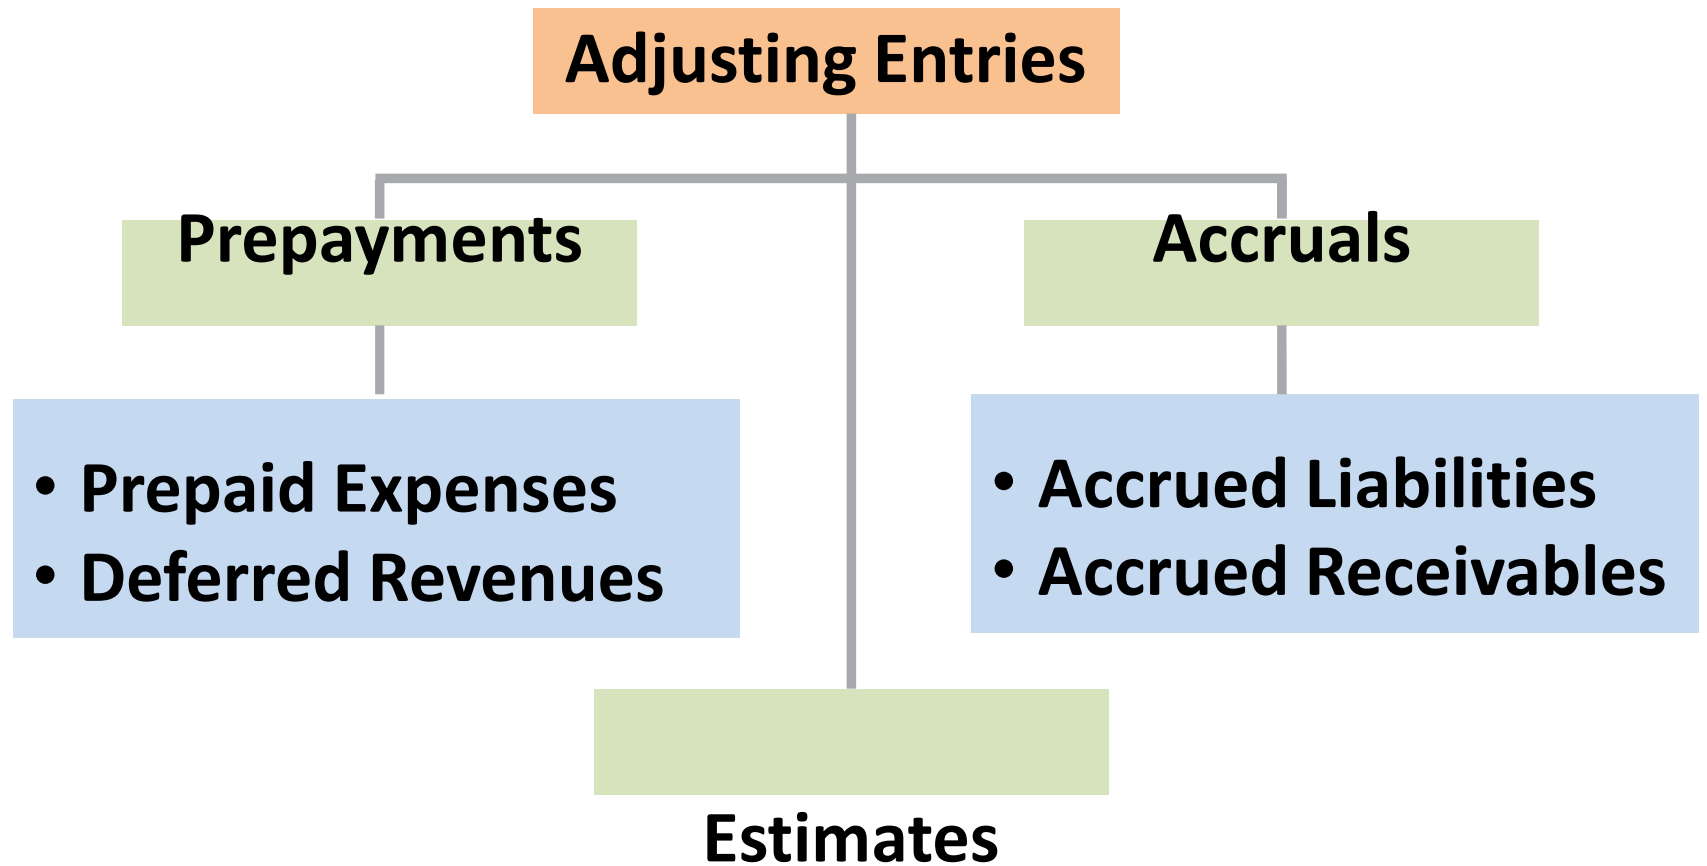 Adjusting Entries
Prepayments
Accruals
• Prepaid Expenses
• Deferred Revenues
• Accrued Liabilities
• Accrued Receivables
Estimates